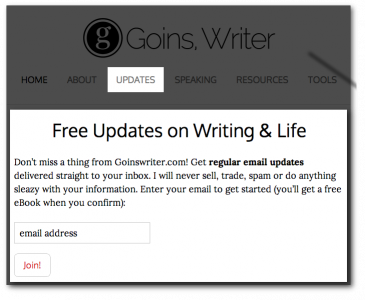 g Goins, Writer
HOME ABOUT UPDATES SPEAKING RESOURCES TOOLS
Free Updates on Writing & Life
Don't miss a thing from Goinswriter.com! Get regular email updates
delivered straight to your inbox. I will never sell, trade, spam or do anything
sleazy with your information. Enter your email to get started (you'll get a free
eBook when you confirm):
email address
Join!